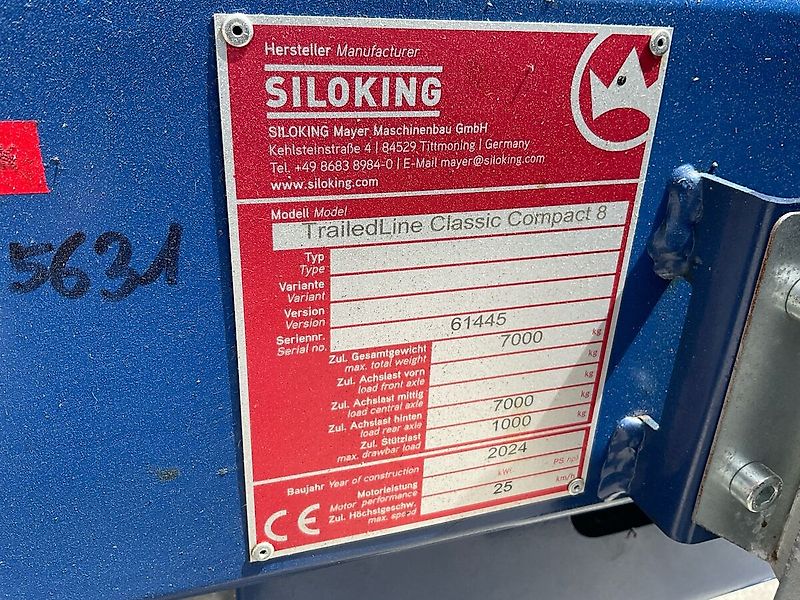 Hersteller Manufacturer
SILOKING
SILOKING Mayer Maschinenbau GmbH
Kehlsteinstraße 4 | 84529 Tittmoning | Germany
Tel. +49 8683 8984-0 | E-Mail mayer@siloking.com
www.siloking.com
Modell Model
TrailedLine Classic Compact 8
Typ
Type
Variante
Variant
Version
Version
Seriennr.
Serial no.
61445
Zul. Gesamtgewicht
max. total weight
7000 kg
Zul. Achslast vorn
load front axle
kg
Zul. Achslast mittig
load central axle
kg
Zul. Achslast hinten
load rear axle
7000 kg
Zul. Stützlast
max. drawbar load
1000 kg
Baujahr Year of construction
2024
Motorleistung
Motor performance
kW/ PS hp
Zul. Höchstgeschw.
max. speed
25 km/h
CE
5631